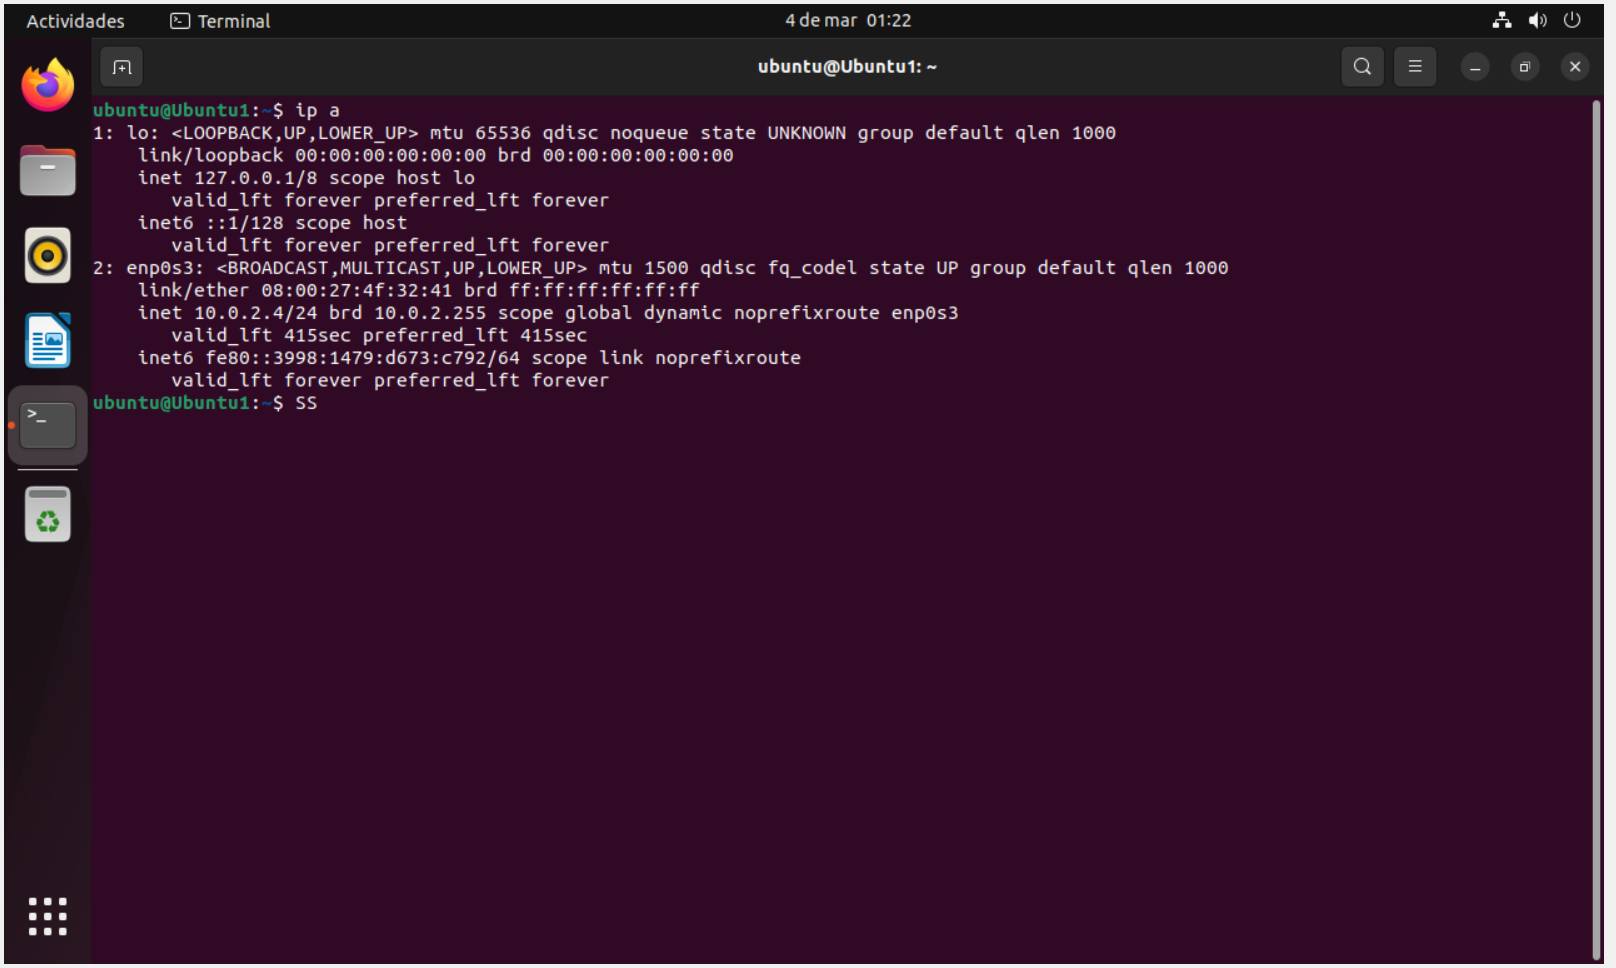 Actividades
Terminal
4 de mar 01:22
ubuntu@Ubuntu1: ~
ubuntu@Ubuntu1:~$ ip a
1: lo: <LOOPBACK,UP,LOWER_UP> mtu 65536 qdisc noqueue state UNKNOWN group default qlen 1000
    link/loopback 00:00:00:00:00:00 brd 00:00:00:00:00:00
    inet 127.0.0.1/8 scope host lo
       valid_lft forever preferred_lft forever
    inet6 ::1/128 scope host
       valid_lft forever preferred_lft forever
2: enp0s3: <BROADCAST,MULTICAST,UP,LOWER_UP> mtu 1500 qdisc fq_codel state UP group default qlen 1000
    link/ether 08:00:27:4f:32:41 brd ff:ff:ff:ff:ff:ff
    inet 10.0.2.4/24 brd 10.0.2.255 scope global dynamic noprefixroute enp0s3
       valid_lft 415sec preferred_lft 415sec
    inet6 fe80::3998:1479:d673:c792/64 scope link noprefixroute
       valid_lft forever preferred_lft forever
ubuntu@Ubuntu1:~$ SS